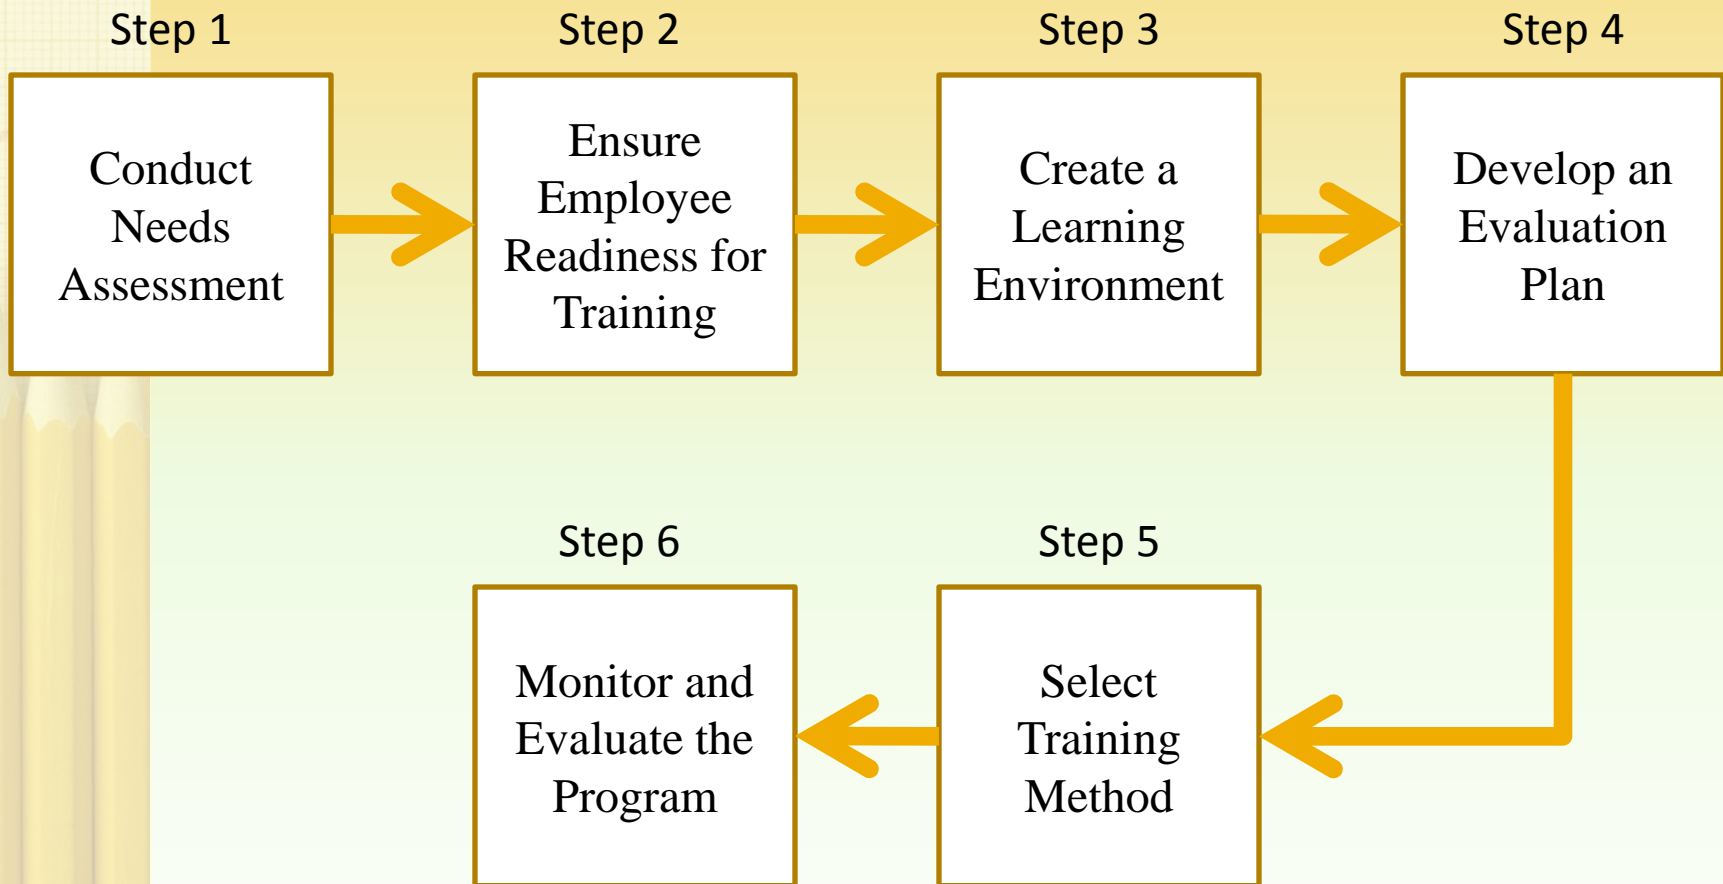 Step 1
Conduct
Needs
Assessment
Step 2
Ensure
Employee
Readiness for
Training
Step 3
Create a
Learning
Environment
Step 4
Develop an
Evaluation
Plan
Step 5
Select
Training
Method
Step 6
Monitor and
Evaluate the
Program